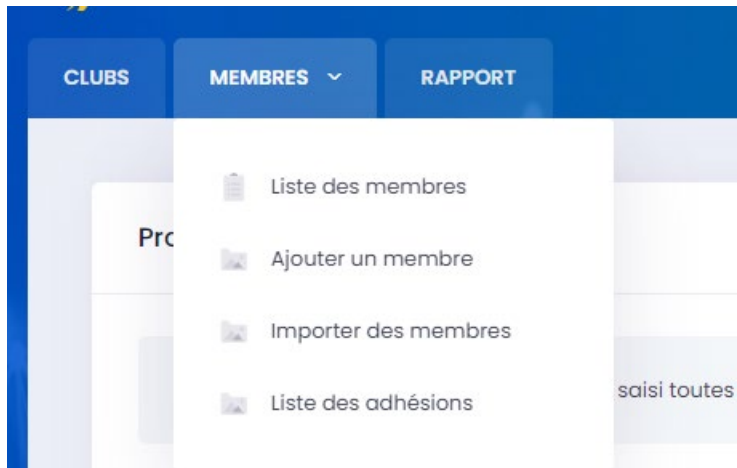 CLUBS MEMBRES RAPPORT
Liste des membres
Ajouter un membre
Importer des membres
saisi toutes
Liste des adhésions